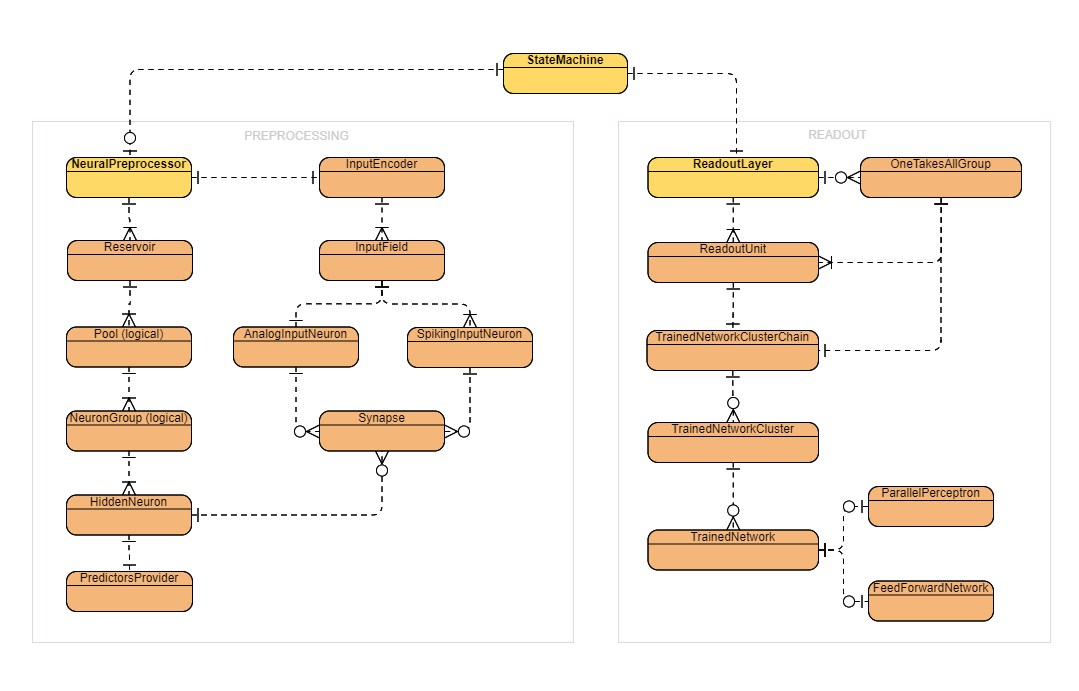 StateMachine
PREPROCESSING
READOUT
NeuralPreprocessor
InputEncoder
ReadoutLayer
OneTakesAllGroup
Reservoir
InputField
ReadoutUnit
Pool (logical)
AnalogInputNeuron
SpikingInputNeuron
TrainedNetworkClusterChain
NeuronGroup (logical)
Synapse
TrainedNetworkCluster
HiddenNeuron
ParallelPerceptron
TrainedNetwork
PredictorsProvider
FeedForwardNetwork